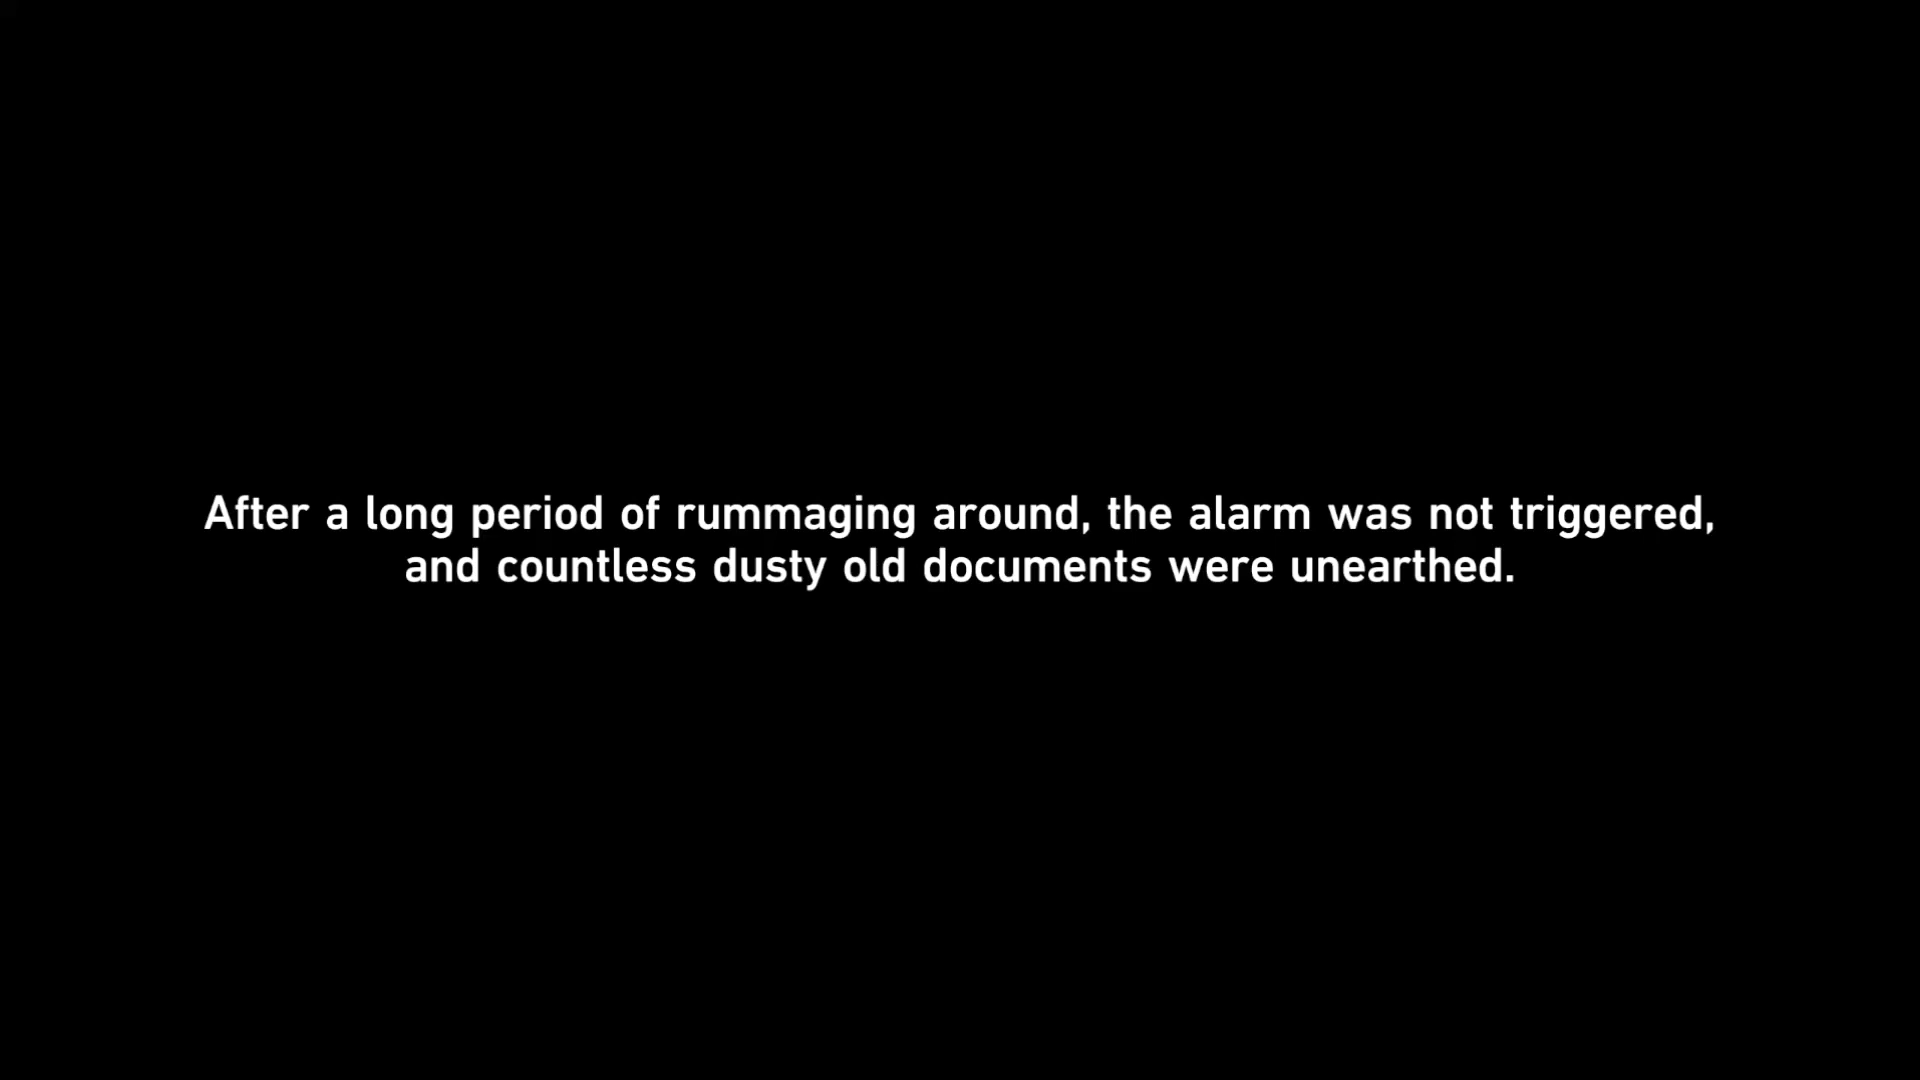 After a long period of rummaging around, the alarm was not triggered,
and countless dusty old documents were unearthed.